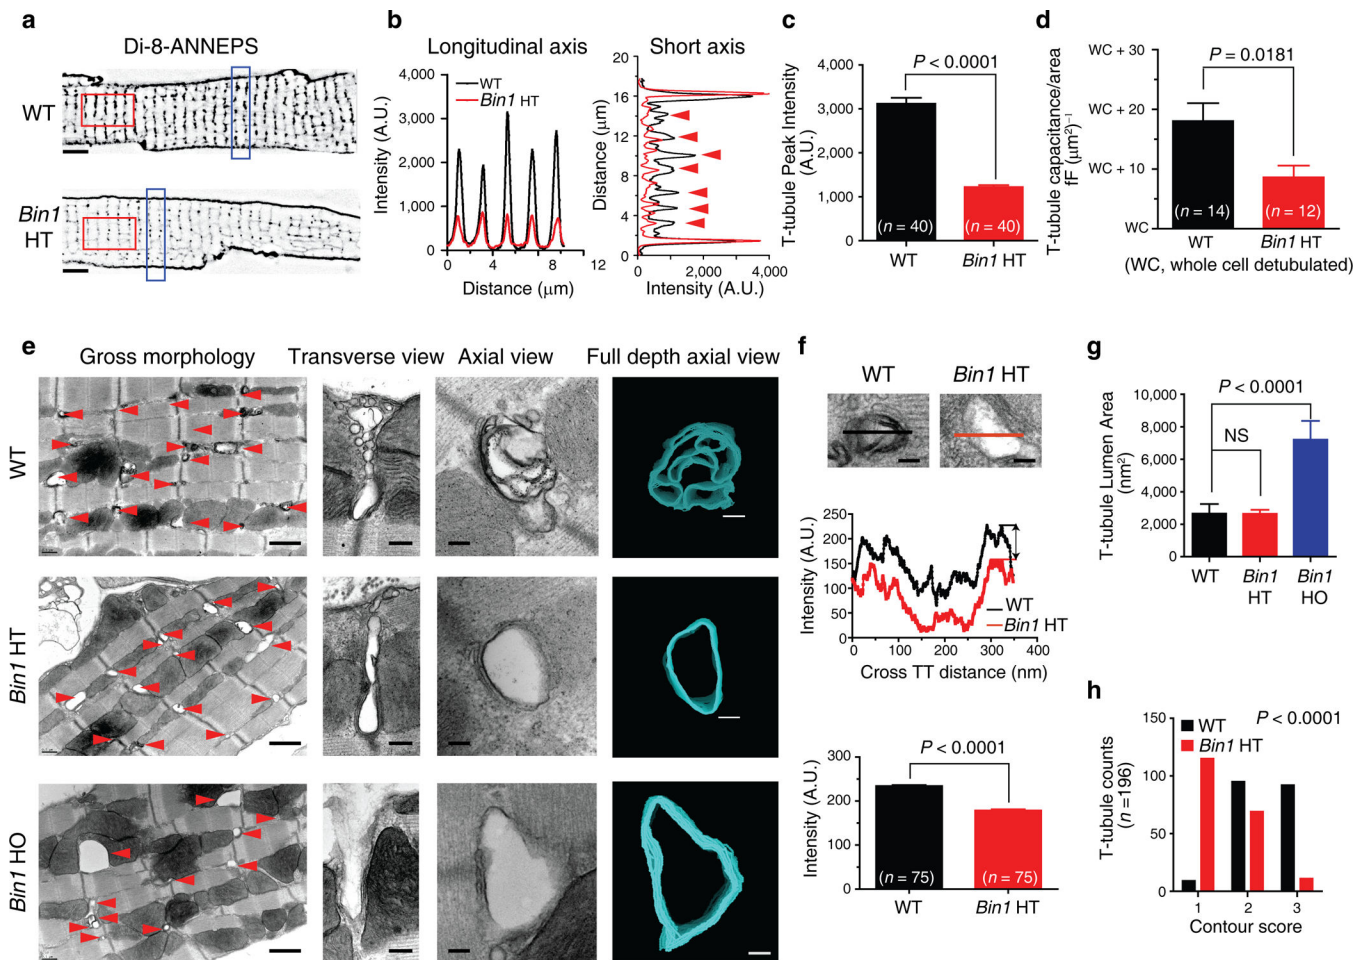 a
Di-8-ANNEPS
WT
Bin1
HT
b
Longitudinal axis
4,000
3,000
2,000
1,000
0
Intensity (A.U.)
WT
Bin1 HT
0
4
8
12
Distance (μm)
Short axis
20
16
12
8
4
0
Distance (μm)
0
2,000
4,000
Intensity (A.U.)
c
T-tubule Peak Intensity
(A.U.)
4,000
3,000
2,000
1,000
0
P < 0.0001
(n = 40)
(n = 40)
WT
Bin1 HT
d
T-tubule capacitance/area
fF (μm²)⁻¹
WC + 30
WC + 20
WC + 10
WC
P = 0.0181
(n = 14)
(n = 12)
WT
Bin1 HT
(WC, whole cell detubulated)
e
Gross morphology
Transverse view
Axial view
Full depth axial view
WT
Bin1 HT
Bin1 HO
f
WT
Bin1 HT
Intensity (A.U.)
250
200
150
100
50
0
WT
Bin1 HT
0
100
200
300
400
Cross TT distance (nm)
Intensity (A.U.)
300
200
100
0
P < 0.0001
(n = 75)
(n = 75)
WT
Bin1 HT
g
T-tubule Lumen Area
(nm²)
10,000
8,000
6,000
4,000
2,000
0
P < 0.0001
NS
WT
Bin1
HT
Bin1
HO
h
T-tubule counts
(n =196)
150
100
50
0
WT
Bin1 HT
P < 0.0001
1
2
3
Contour score